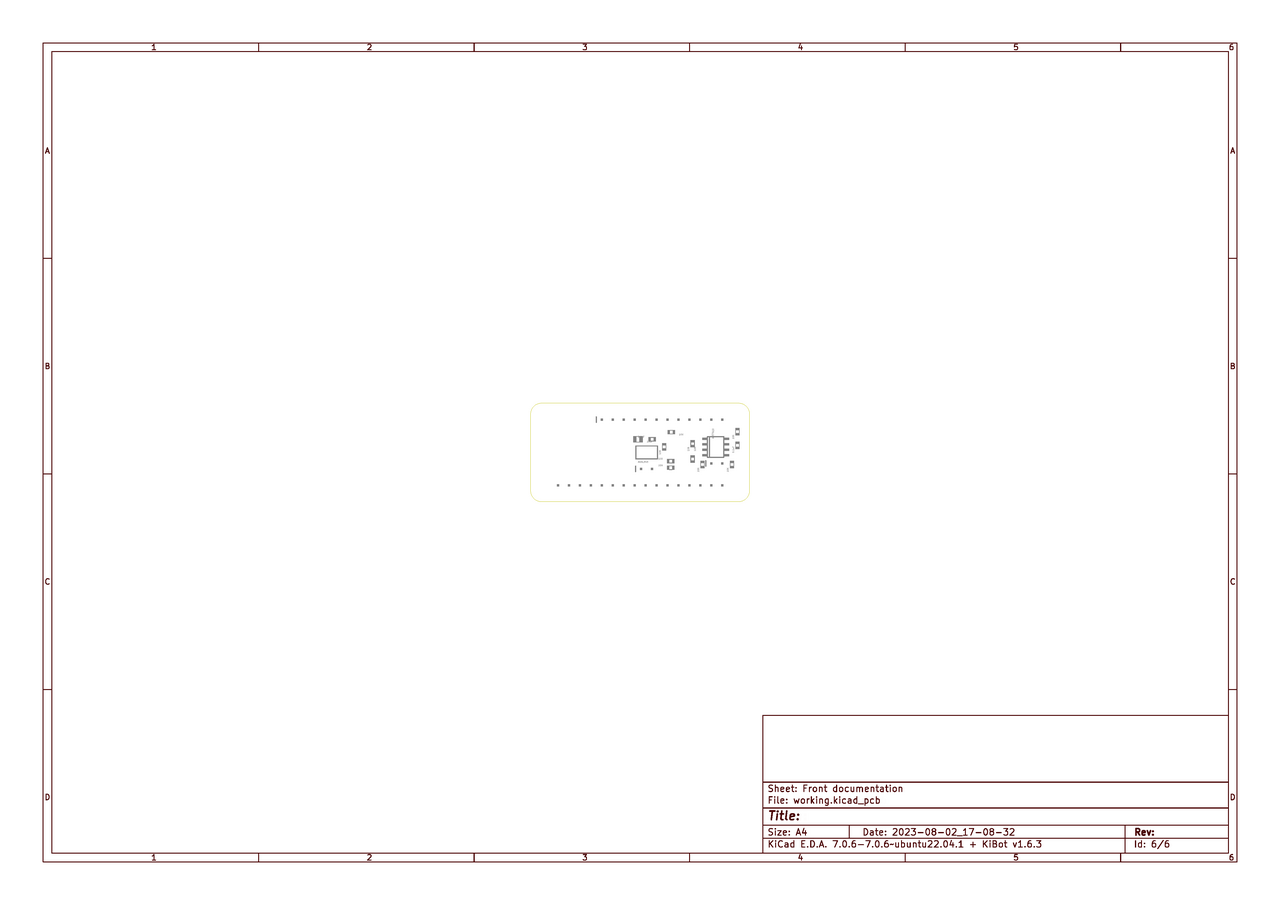 1 2 3 4 5 6
A A
B B
C C
D D
Sheet: Front documentation
File: working.kicad_pcb
Title:
Size: A4 Date: 2023-08-02_17-08-32 Rev:
KiCad E.D.A. 7.0.6-7.0.6~ubuntu22.04.1 + KiBot v1.6.3 Id: 6/6
1 2 3 4 5 6